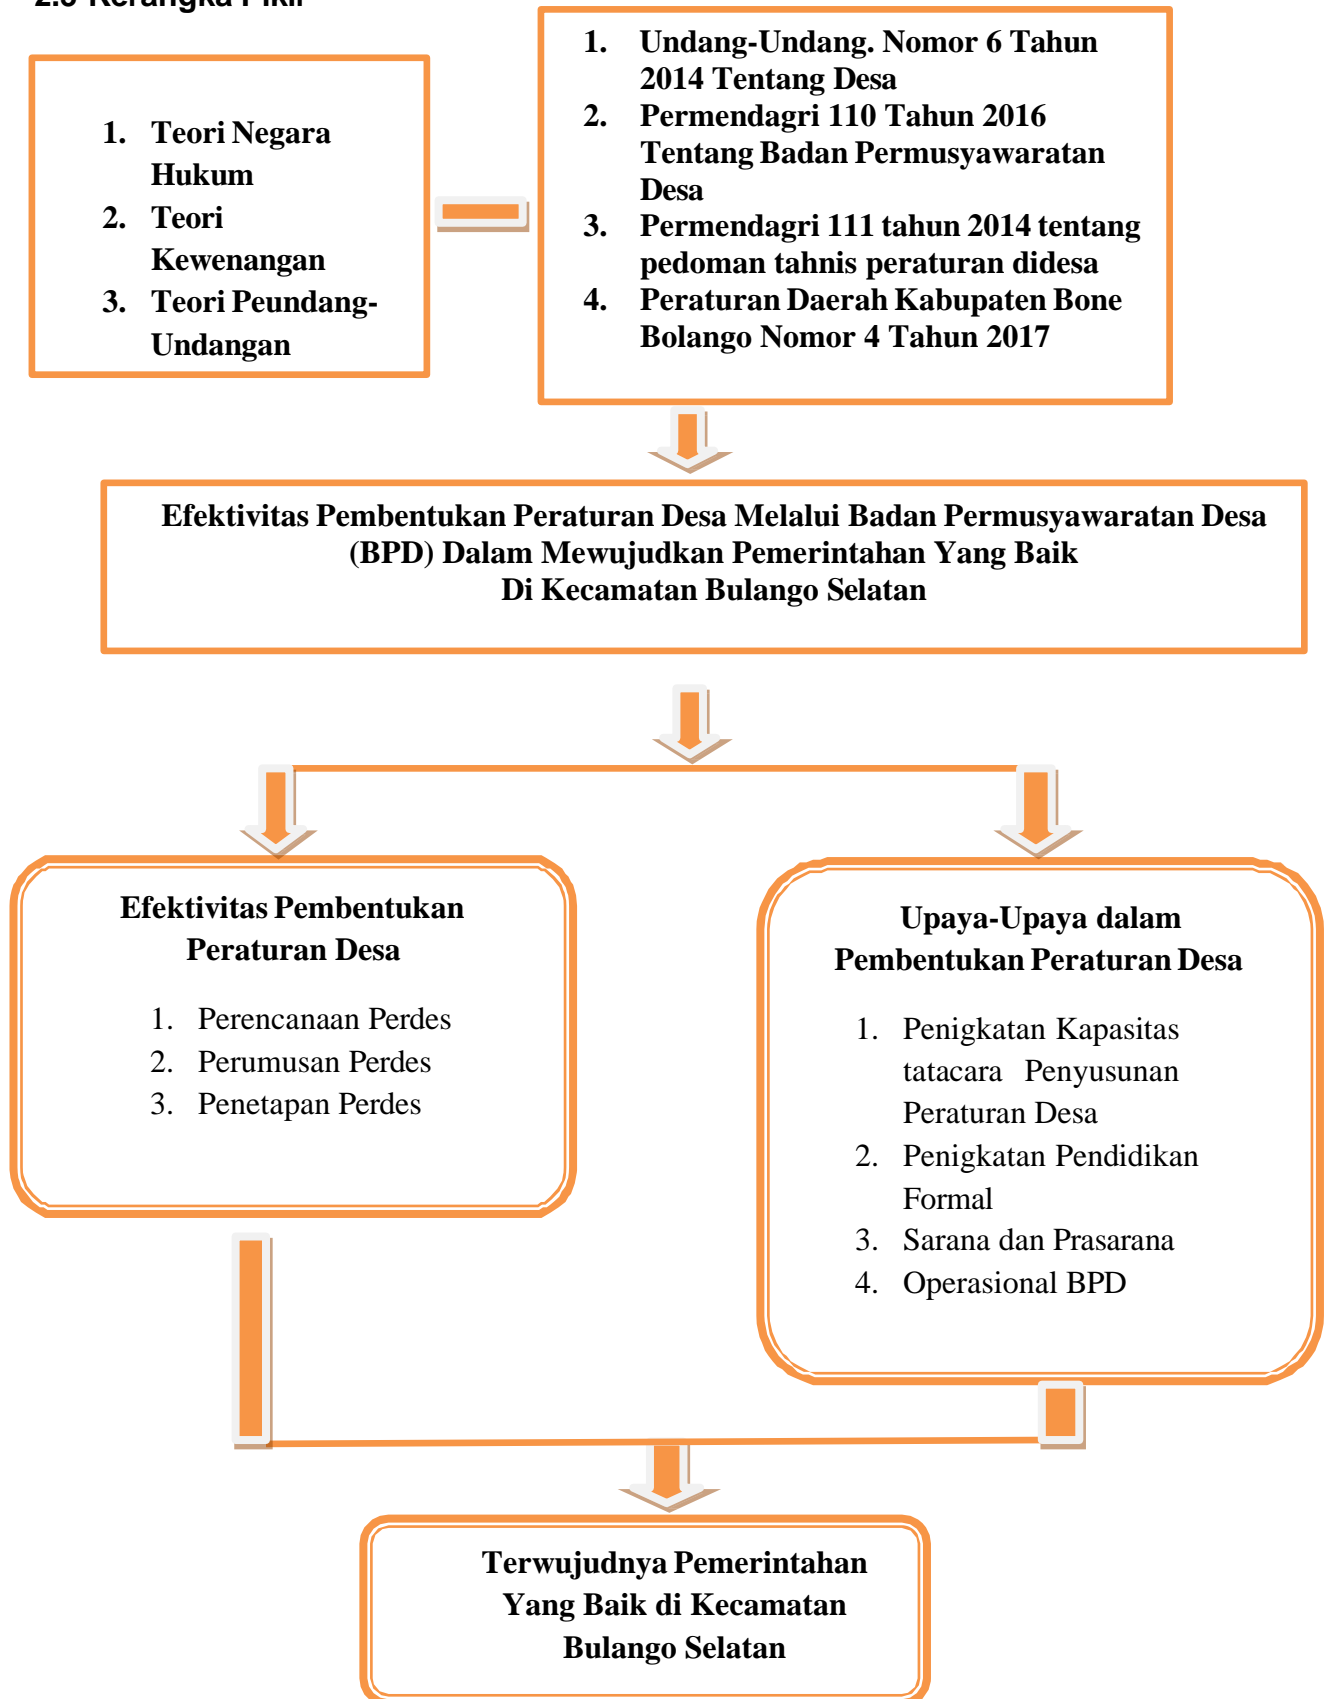 1. Teori Negara
Hukum
2. Teori
Kewenangan
3. Teori Peundang-
Undangan
1. Undang-Undang. Nomor 6 Tahun
2014 Tentang Desa
2. Permendagri 110 Tahun 2016
Tentang Badan Permusyawaratan
Desa
3. Permendagri 111 tahun 2014 tentang
pedoman tahnis peraturan didesa
4. Peraturan Daerah Kabupaten Bone
Bolango Nomor 4 Tahun 2017
Efektivitas Pembentukan Peraturan Desa Melalui Badan Permusyawaratan Desa
(BPD) Dalam Mewujudkan Pemerintahan Yang Baik
Di Kecamatan Bulango Selatan
Efektivitas Pembentukan
Peraturan Desa
1. Perencanaan Perdes
2. Perumusan Perdes
3. Penetapan Perdes
Upaya-Upaya dalam
Pembentukan Peraturan Desa
1. Penigkatan Kapasitas
tatacara Penyusunan
Peraturan Desa
2. Penigkatan Pendidikan
Formal
3. Sarana dan Prasarana
4. Operasional BPD
Terwujudnya Pemerintahan
Yang Baik di Kecamatan
Bulango Selatan